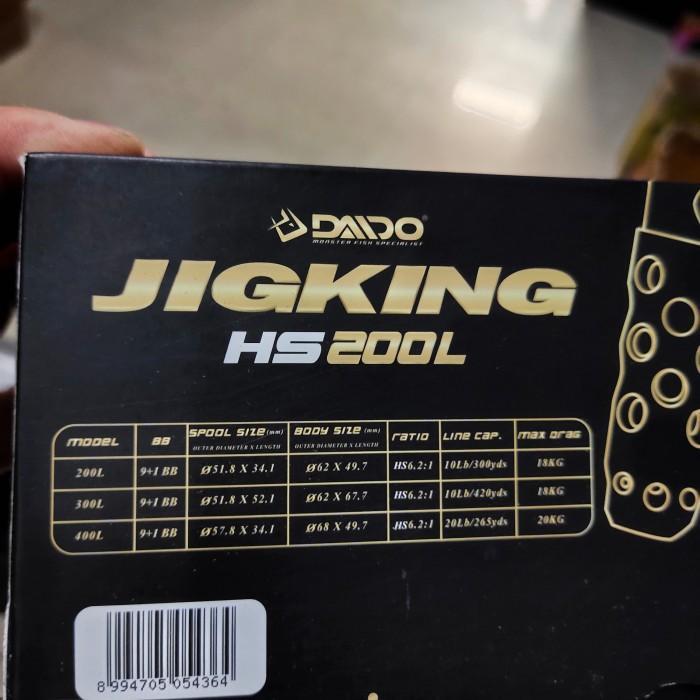 DAIDO®
MONSTER FISH SPECIALIST
JIGKING
HS 200L
MODEL BB SPOOL SIZE (mm) OUTER DIAMETER X LENGTH BODY SIZE (mm) OUTER DIAMETER X LENGTH RATIO LINE CAP. MAX DRAG
200L 9+1 BB Ø51.8 X 34.1 Ø62 X 49.7 HS6.2:1 10Lb/300yds 18KG
300L 9+1 BB Ø51.8 X 52.1 Ø62 X 67.7 HS6.2:1 10Lb/420yds 18KG
400L 9+1 BB Ø57.8 X 34.1 Ø68 X 49.7 HS6.2:1 20Lb/265yds 20KG
8 994705 054364